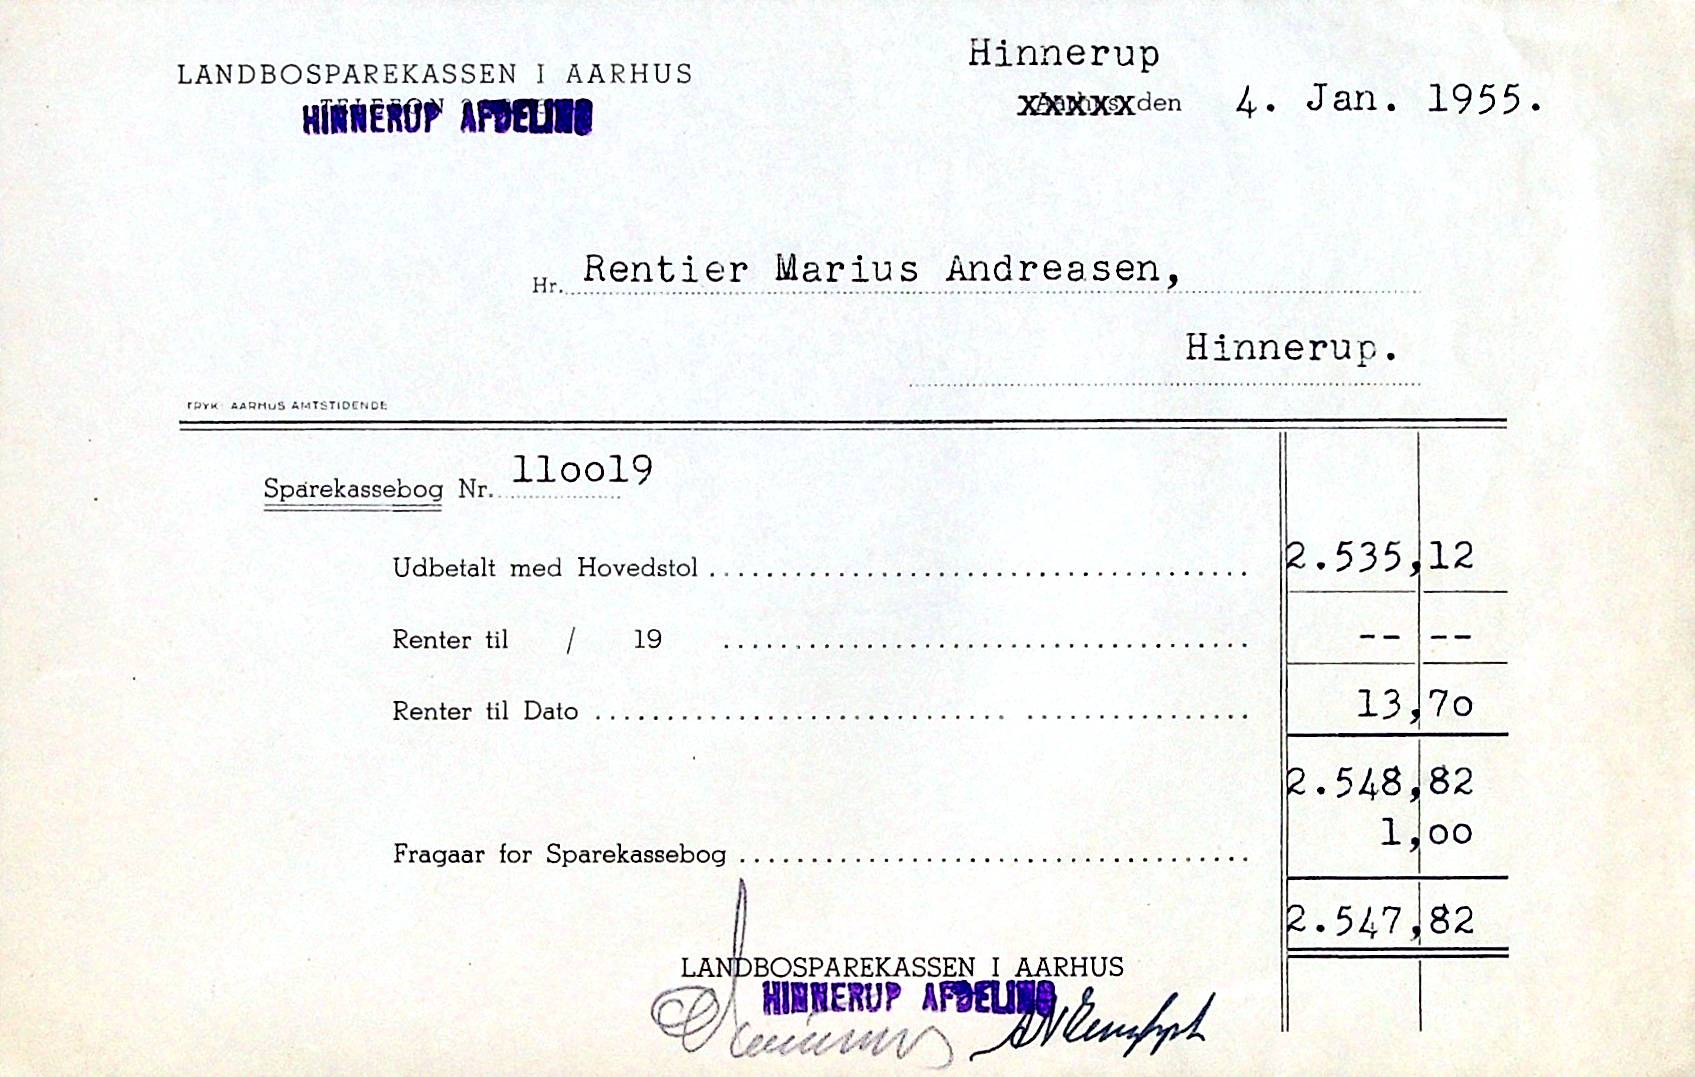 LANDBOSPAREKASSEN I AARHUS
HINNERUP AFDELING
Hinnerup
den 4. Jan. 1955.
Hr. Rentier Marius Andreasen,
Hinnerup.
TRYK: AARHUS AMTSTIDENDE
Sparekassebog Nr. 11oo19
Udbetalt med Hovedstol 2.535,12
Renter til / 19 -- --
Renter til Dato 13,7o
2.548,82
1,oo
Fragaar for Sparekassebog
2.547,82
LANDBOSPAREKASSEN I AARHUS
HINNERUP AFDELING